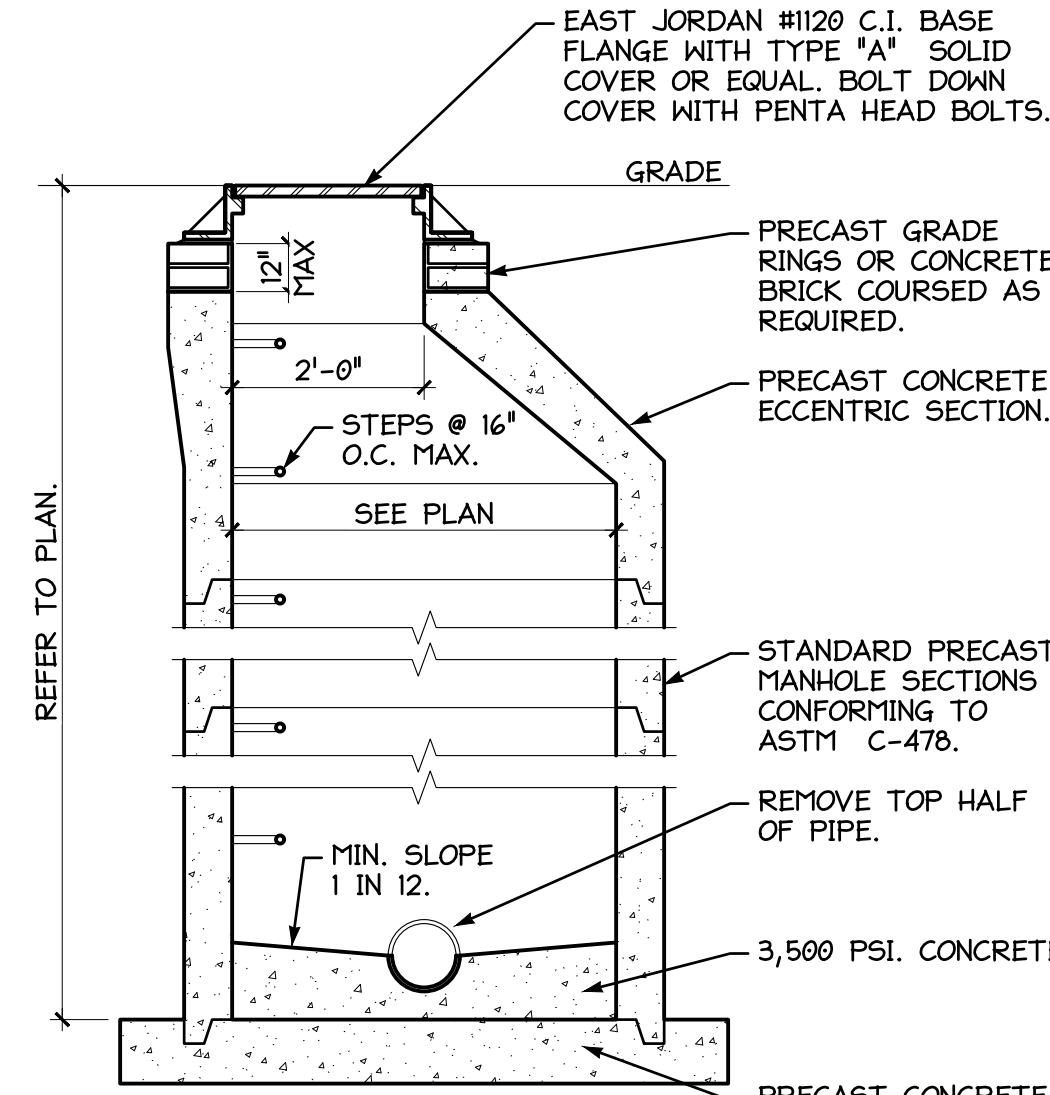 EAST JORDAN #1120 C.I. BASE
FLANGE WITH TYPE "A" SOLID
COVER OR EQUAL. BOLT DOWN
COVER WITH PENTA HEAD BOLTS.
GRADE
PRECAST GRADE
RINGS OR CONCRETE
BRICK COURSED AS
REQUIRED.
12"
MAX
2'-0"
PRECAST CONCRETE
ECCENTRIC SECTION.
STEPS @ 16"
O.C. MAX.
SEE PLAN
REFER TO PLAN.
STANDARD PRECAST
MANHOLE SECTIONS
CONFORMING TO
ASTM C-478.
REMOVE TOP HALF
OF PIPE.
MIN. SLOPE
1 IN 12.
3,500 PSI. CONCRETE
PRECAST CONCRETE